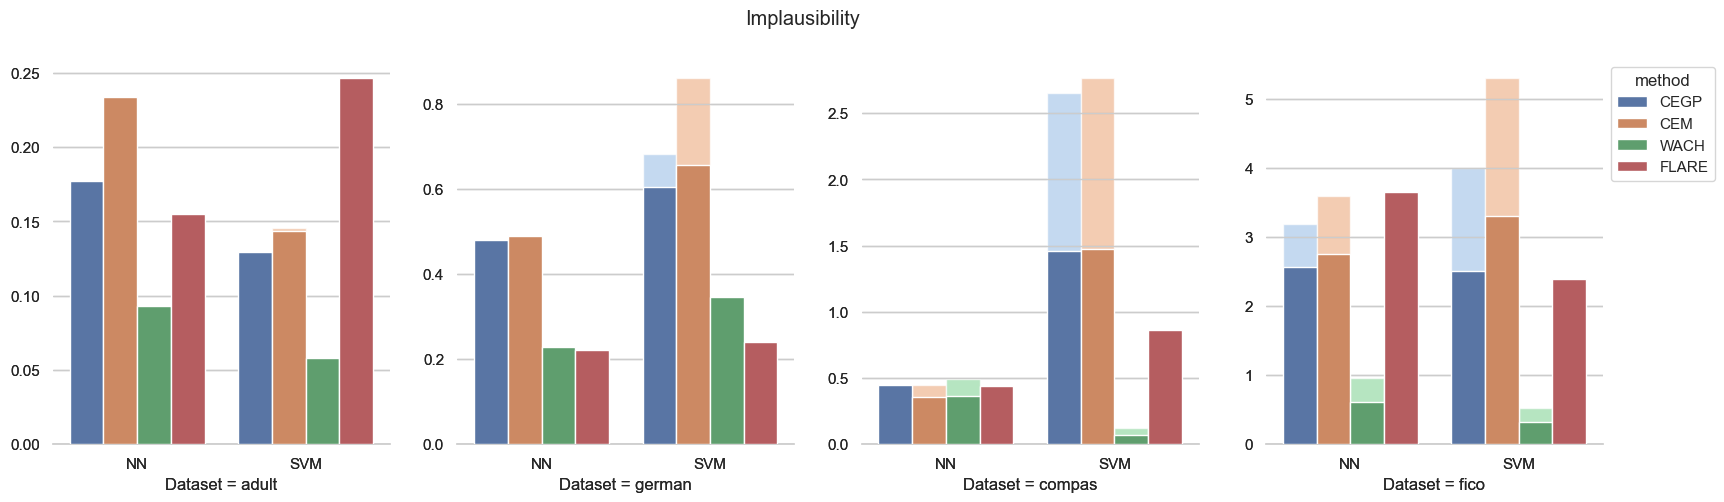 Implausibility
0.25
0.20
0.15
0.10
0.05
0.00
NN
SVM
Dataset = adult
0.8
0.6
0.4
0.2
0.0
NN
SVM
Dataset = german
2.5
2.0
1.5
1.0
0.5
0.0
NN
SVM
Dataset = compas
5
4
3
2
1
0
NN
SVM
Dataset = fico
method
CEGP
CEM
WACH
FLARE